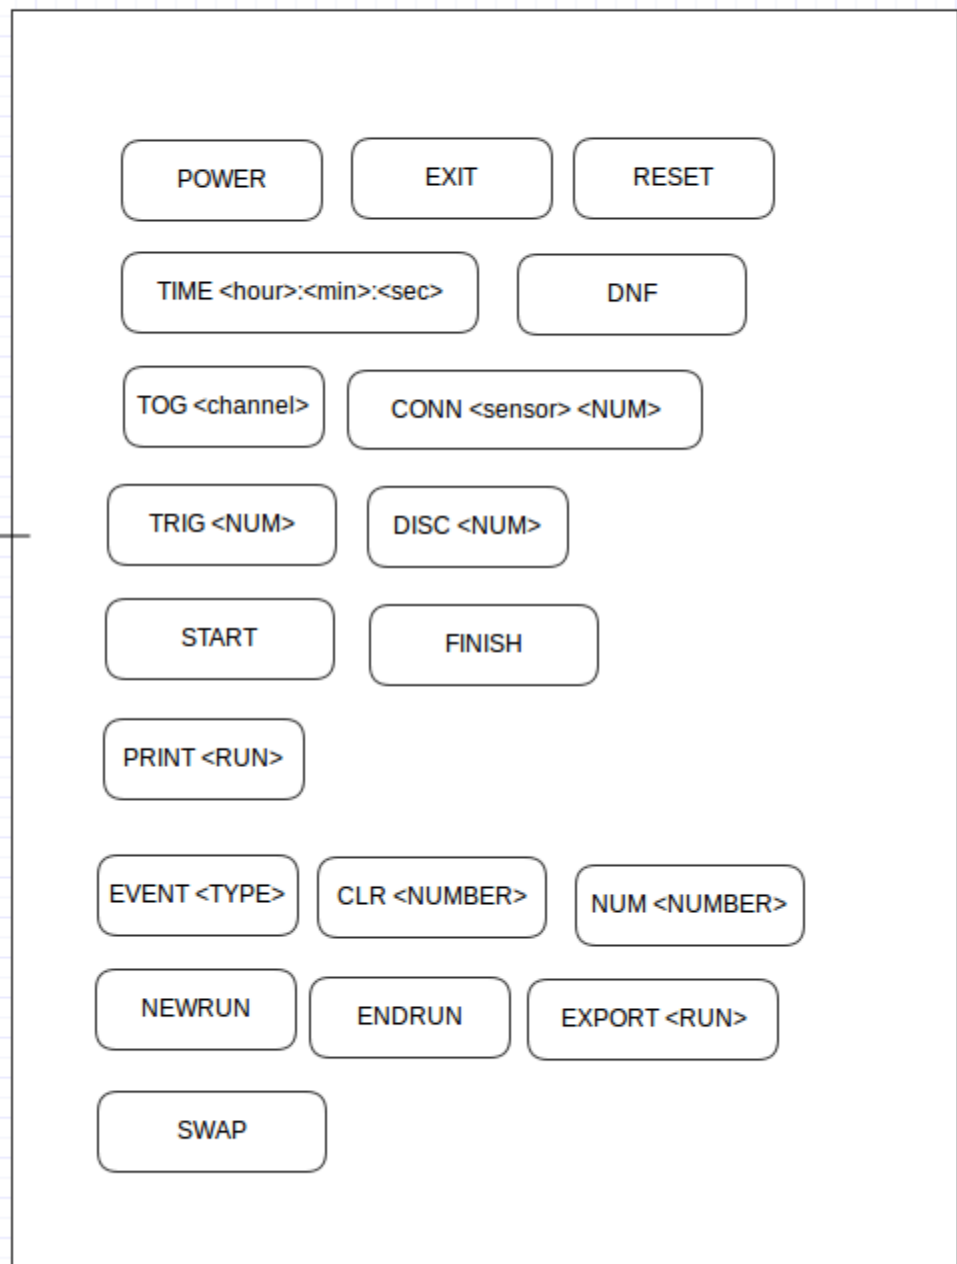 POWER
EXIT
RESET
TIME <hour>:<min>:<sec>
DNF
TOG <channel>
CONN <sensor> <NUM>
TRIG <NUM>
DISC <NUM>
START
FINISH
PRINT <RUN>
EVENT <TYPE>
CLR <NUMBER>
NUM <NUMBER>
NEWRUN
ENDRUN
EXPORT <RUN>
SWAP